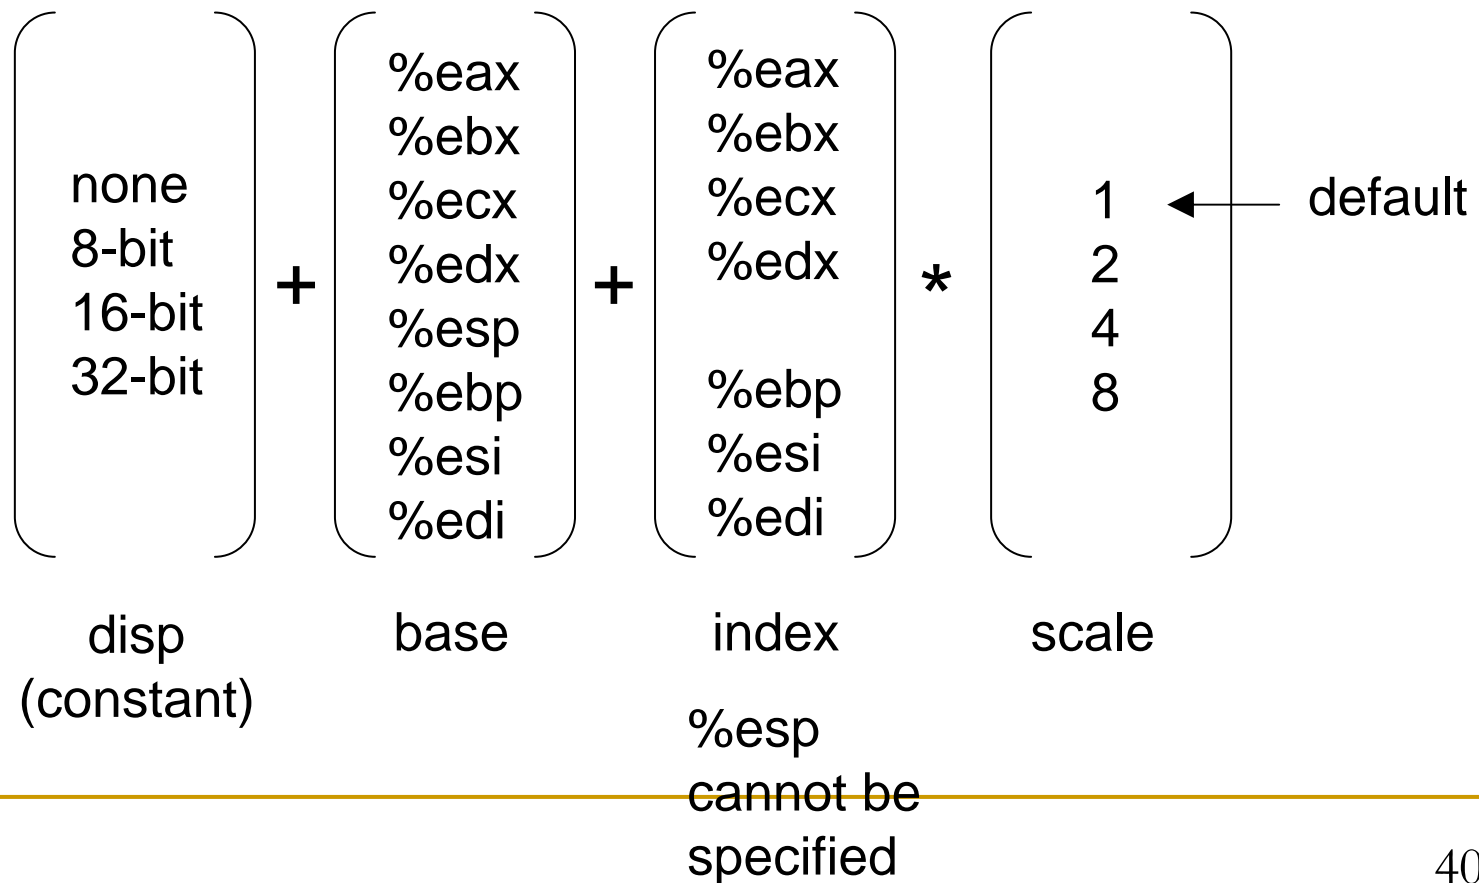 none
8-bit
16-bit
32-bit
+
%eax
%ebx
%ecx
%edx
%esp
%ebp
%esi
%edi
+
%eax
%ebx
%ecx
%edx
%ebp
%esi
%edi
*
1
2
4
8
default
disp
(constant)
base
index
scale
%esp
cannot be
specified
40